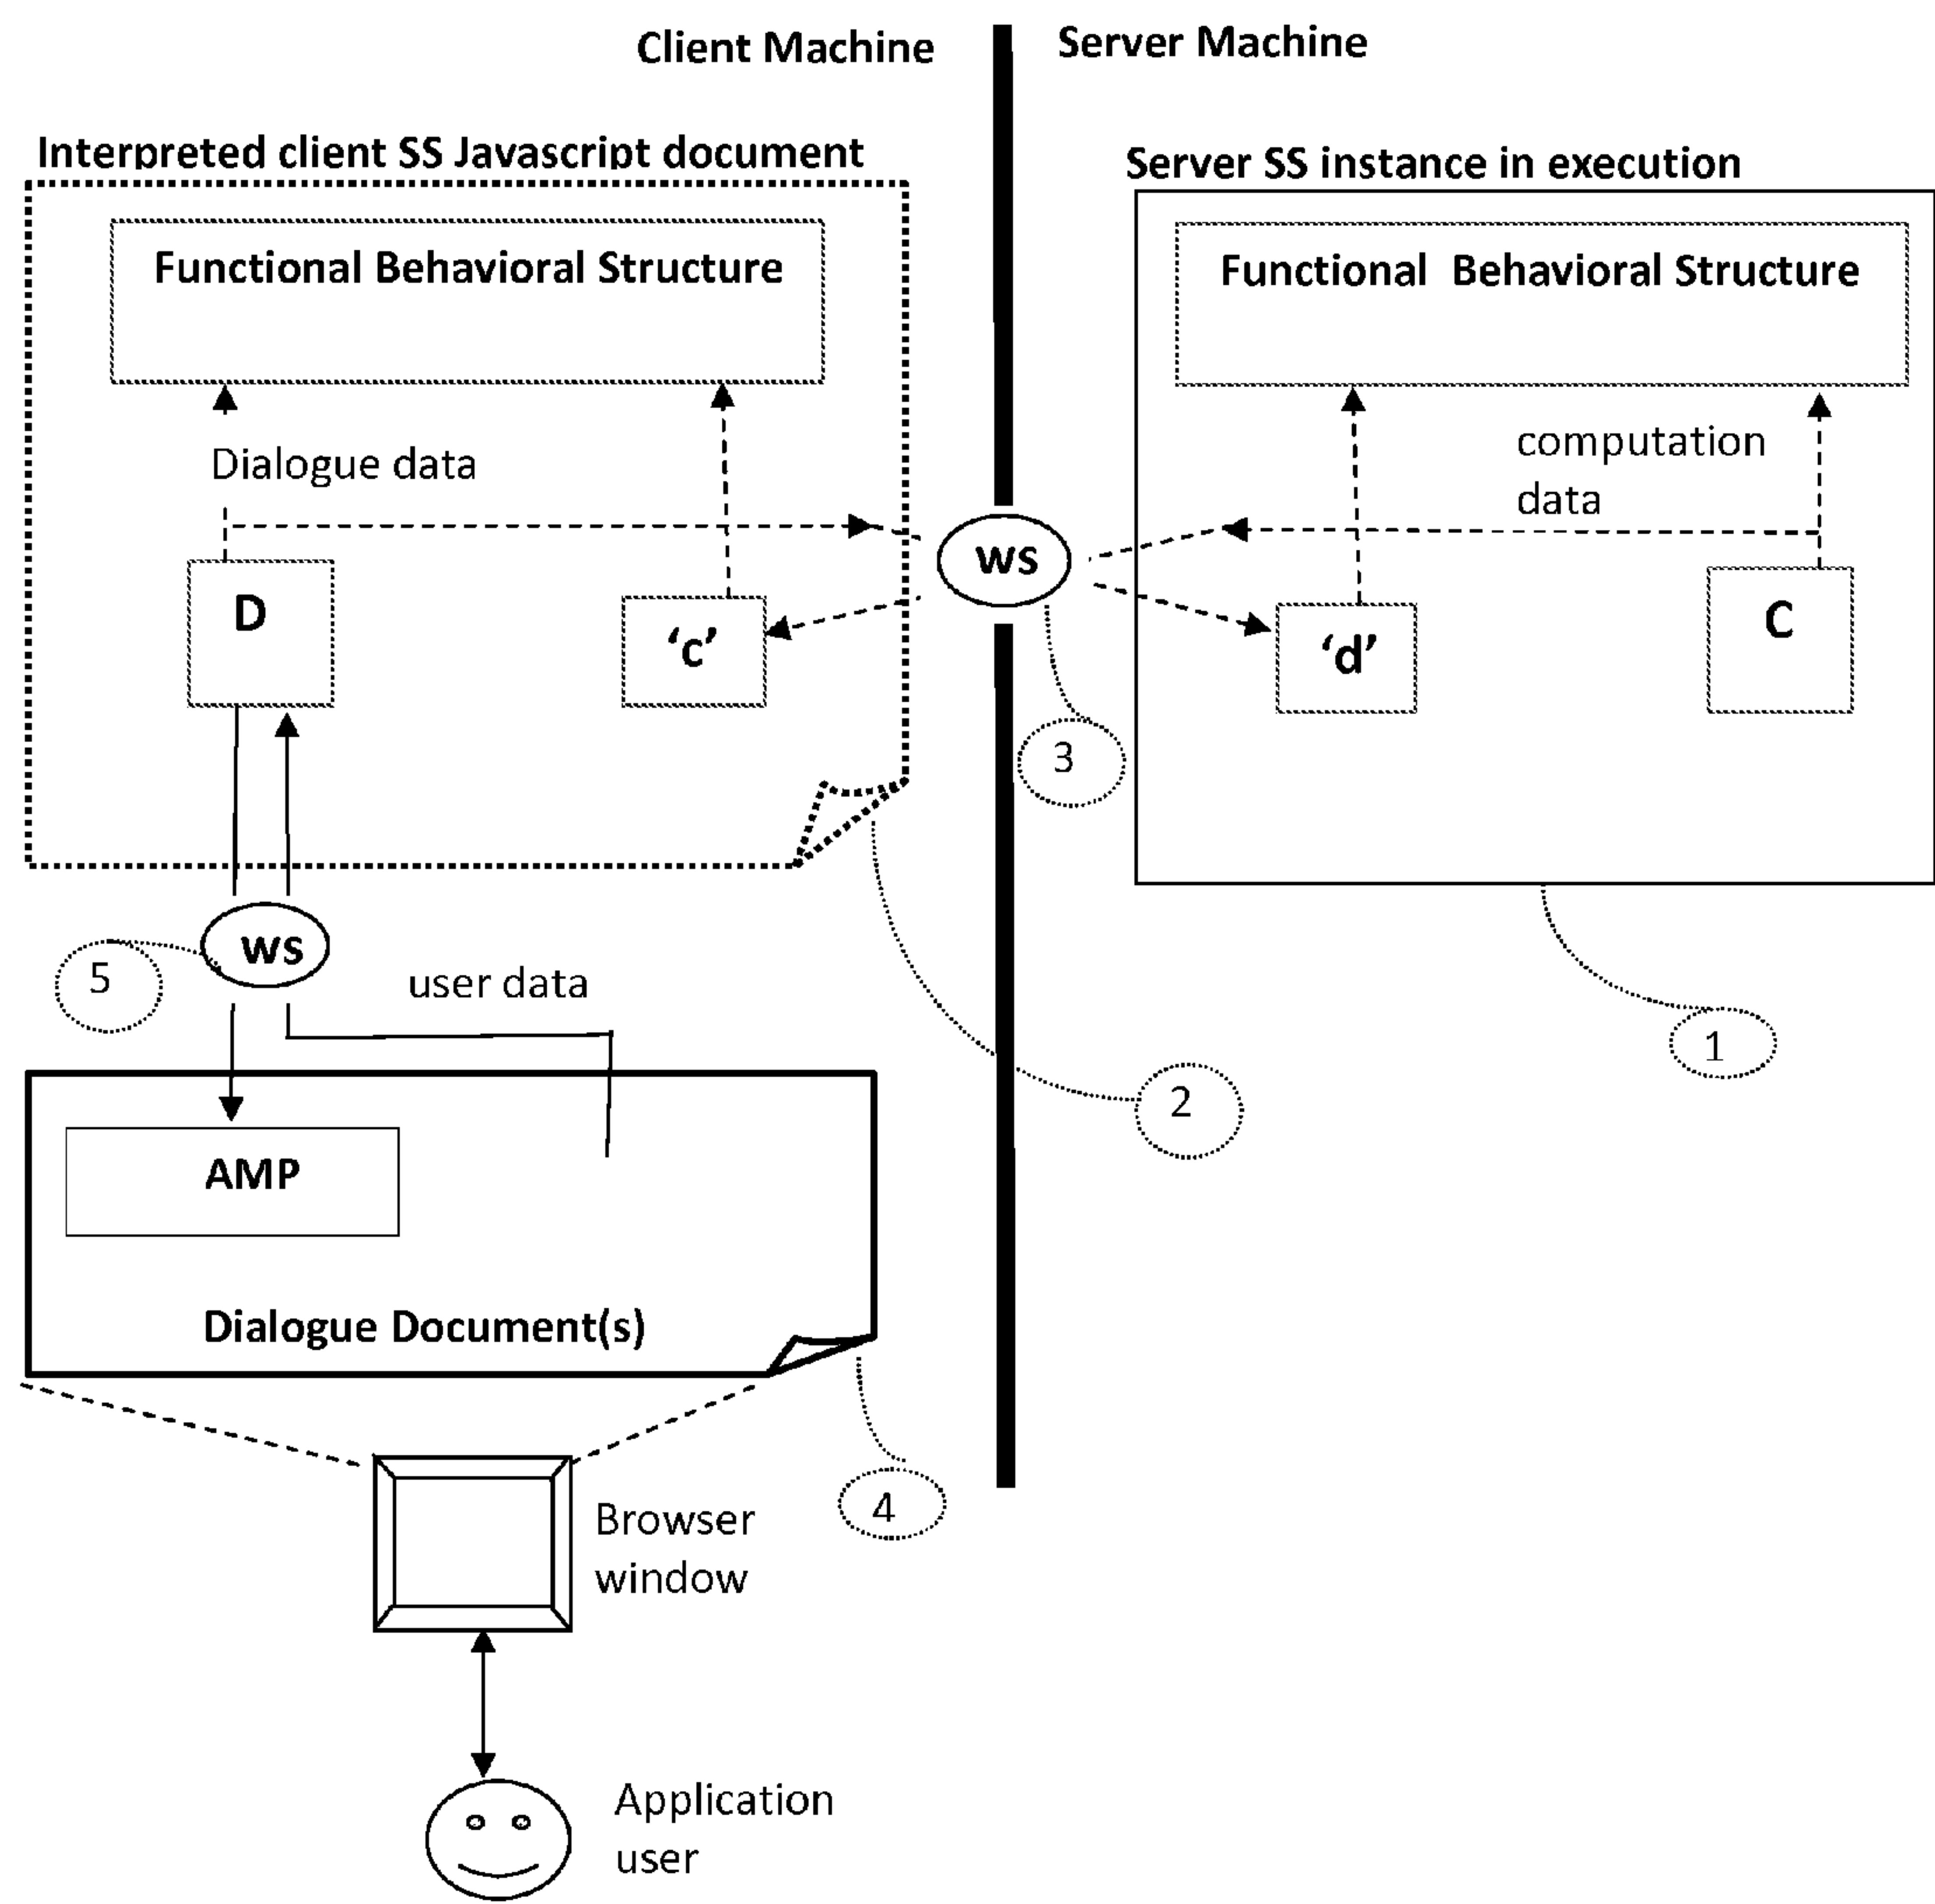 Client Machine
Server Machine
Interpreted client SS Javascript document
Server SS instance in execution
Functional Behavioral Structure
Functional Behavioral Structure
Dialogue data
computation
data
D
‘c’
ws
‘d’
C
3
ws
5
user data
1
2
AMP
Dialogue Document(s)
4
Browser
window
Application
user